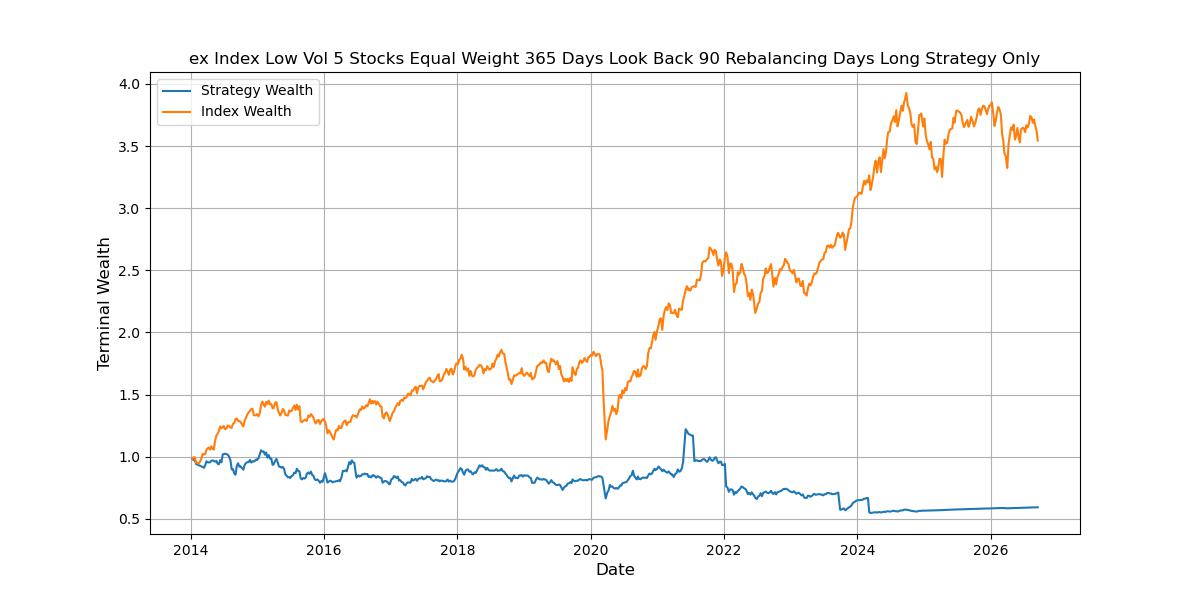 ex Index Low Vol 5 Stocks Equal Weight 365 Days Look Back 90 Rebalancing Days Long Strategy Only
Strategy Wealth
Index Wealth
Terminal Wealth
4.0
3.5
3.0
2.5
2.0
1.5
1.0
0.5
2014 2016 2018 2020 2022 2024 2026
Date